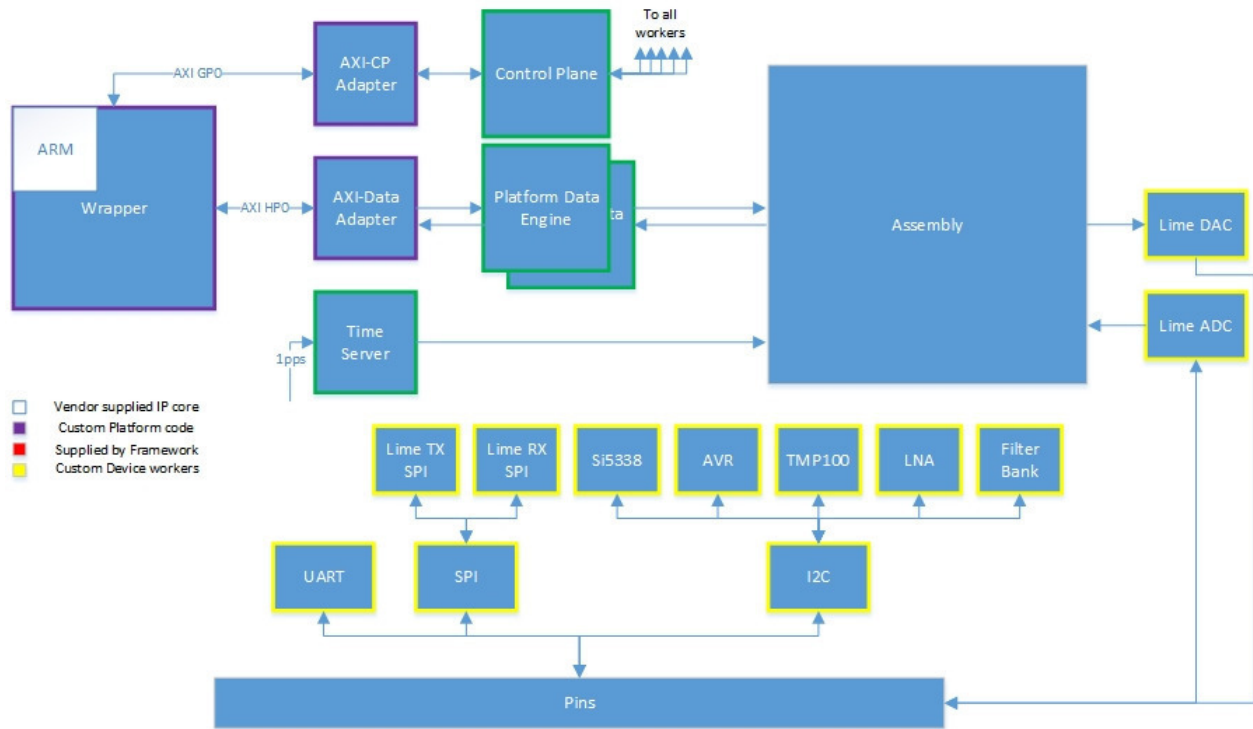 To all
workers
AXI GPO
AXI-CP
Adapter
Control Plane
ARM
Wrapper
AXI HPO
AXI-Data
Adapter
Platform Data
Engine
ta
Assembly
Lime DAC
Lime ADC
1pps
Time
Server
Vendor supplied IP core
Custom Platform code
Supplied by Framework
Custom Device workers
Lime TX
SPI
Lime RX
SPI
Si5338
AVR
TMP100
LNA
Filter
Bank
UART
SPI
I2C
Pins